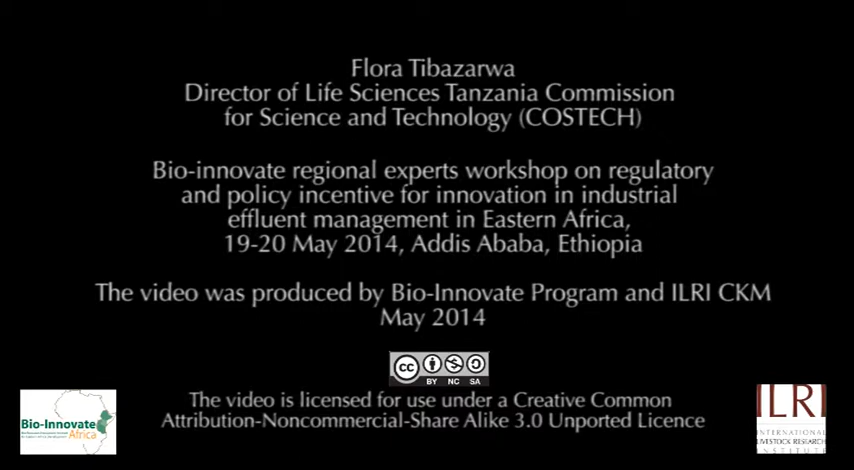 Flora Tibazarwa
Director of Life Sciences Tanzania Commission
for Science and Technology (COSTECH)
Bio-innovate regional experts workshop on regulatory
and policy incentive for innovation in industrial
effluent management in Eastern Africa,
19-20 May 2014, Addis Ababa, Ethiopia
The video was produced by Bio-Innovate Program and ILRI CKM
May 2014
cc
BY NC SA
The video is licensed for use under a Creative Common
Attribution-Noncommercial-Share Alike 3.0 Unported Licence
Bio-Innovate
Africa
ILRI
INTERNATIONAL
LIVESTOCK RESEARCH
INSTITUTE